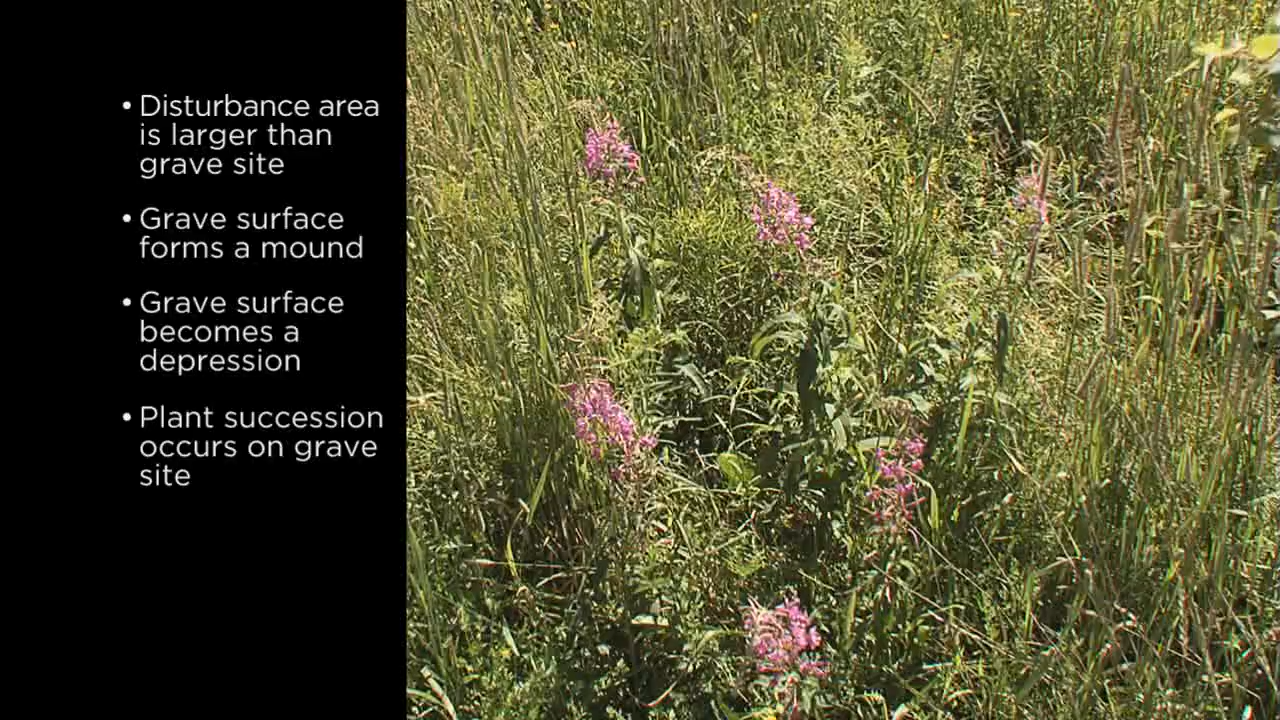 • Disturbance area
is larger than
grave site
• Grave surface
forms a mound
• Grave surface
becomes a
depression
• Plant succession
occurs on grave
site